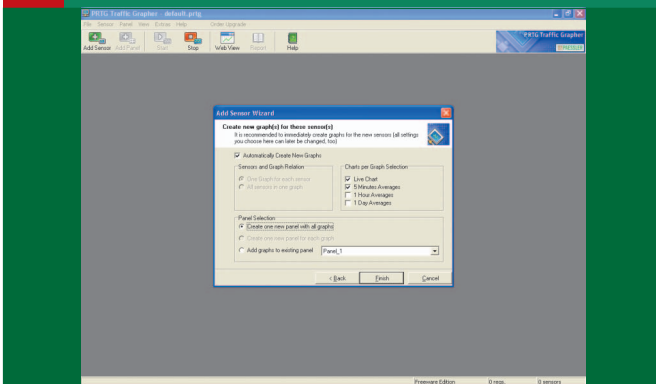 PRTG Traffic Grapher - default.prtg
File Sensor Panel View Extras Help Order Upgrade
Add Sensor Add Panel Start Stop Web View Report Help
PRTG Traffic Grapher
PAESSLER
Add Sensor Wizard
Create new graph(s) for these sensor(s)
It is recommended to immediately create graphs for the new sensors (all settings
you choose here can later be changed, too)
Automatically Create New Graphs
Sensors and Graph Relation
One Graph for each sensor
All sensors in one graph
Charts per Graph Selection
Live Chart
5 Minutes Averages
1 Hour Averages
1 Day Averages
Panel Selection
Create one new panel with all graphs
Create one new panel for each graph
Add graphs to existing panel Panel_1
< Back Finish Cancel
Freeware Edition 0 reqs. 0 sensors